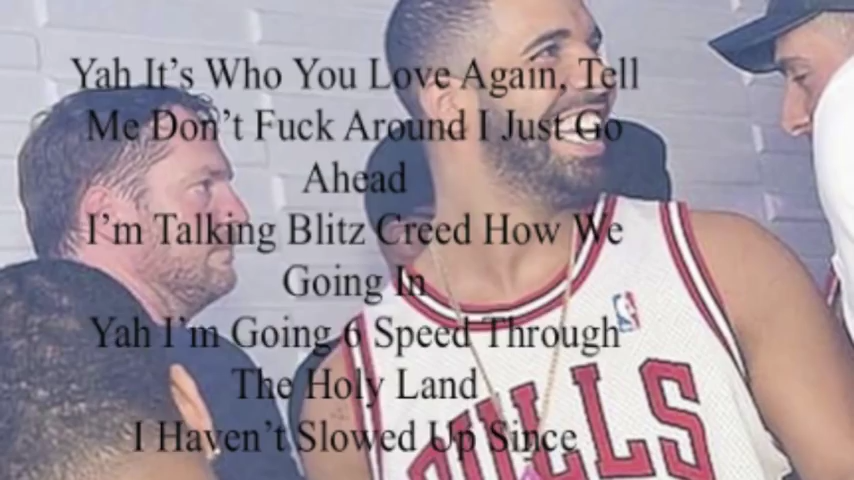 Yah It's Who You Love Again, Tell
Me Don't Fuck Around I Just Go
Ahead
I'm Talking Blitz Creed How We
Going In
Yah I'm Going 6 Speed Through
The Holy Land
I Haven't Slowed Up Since
BULLS